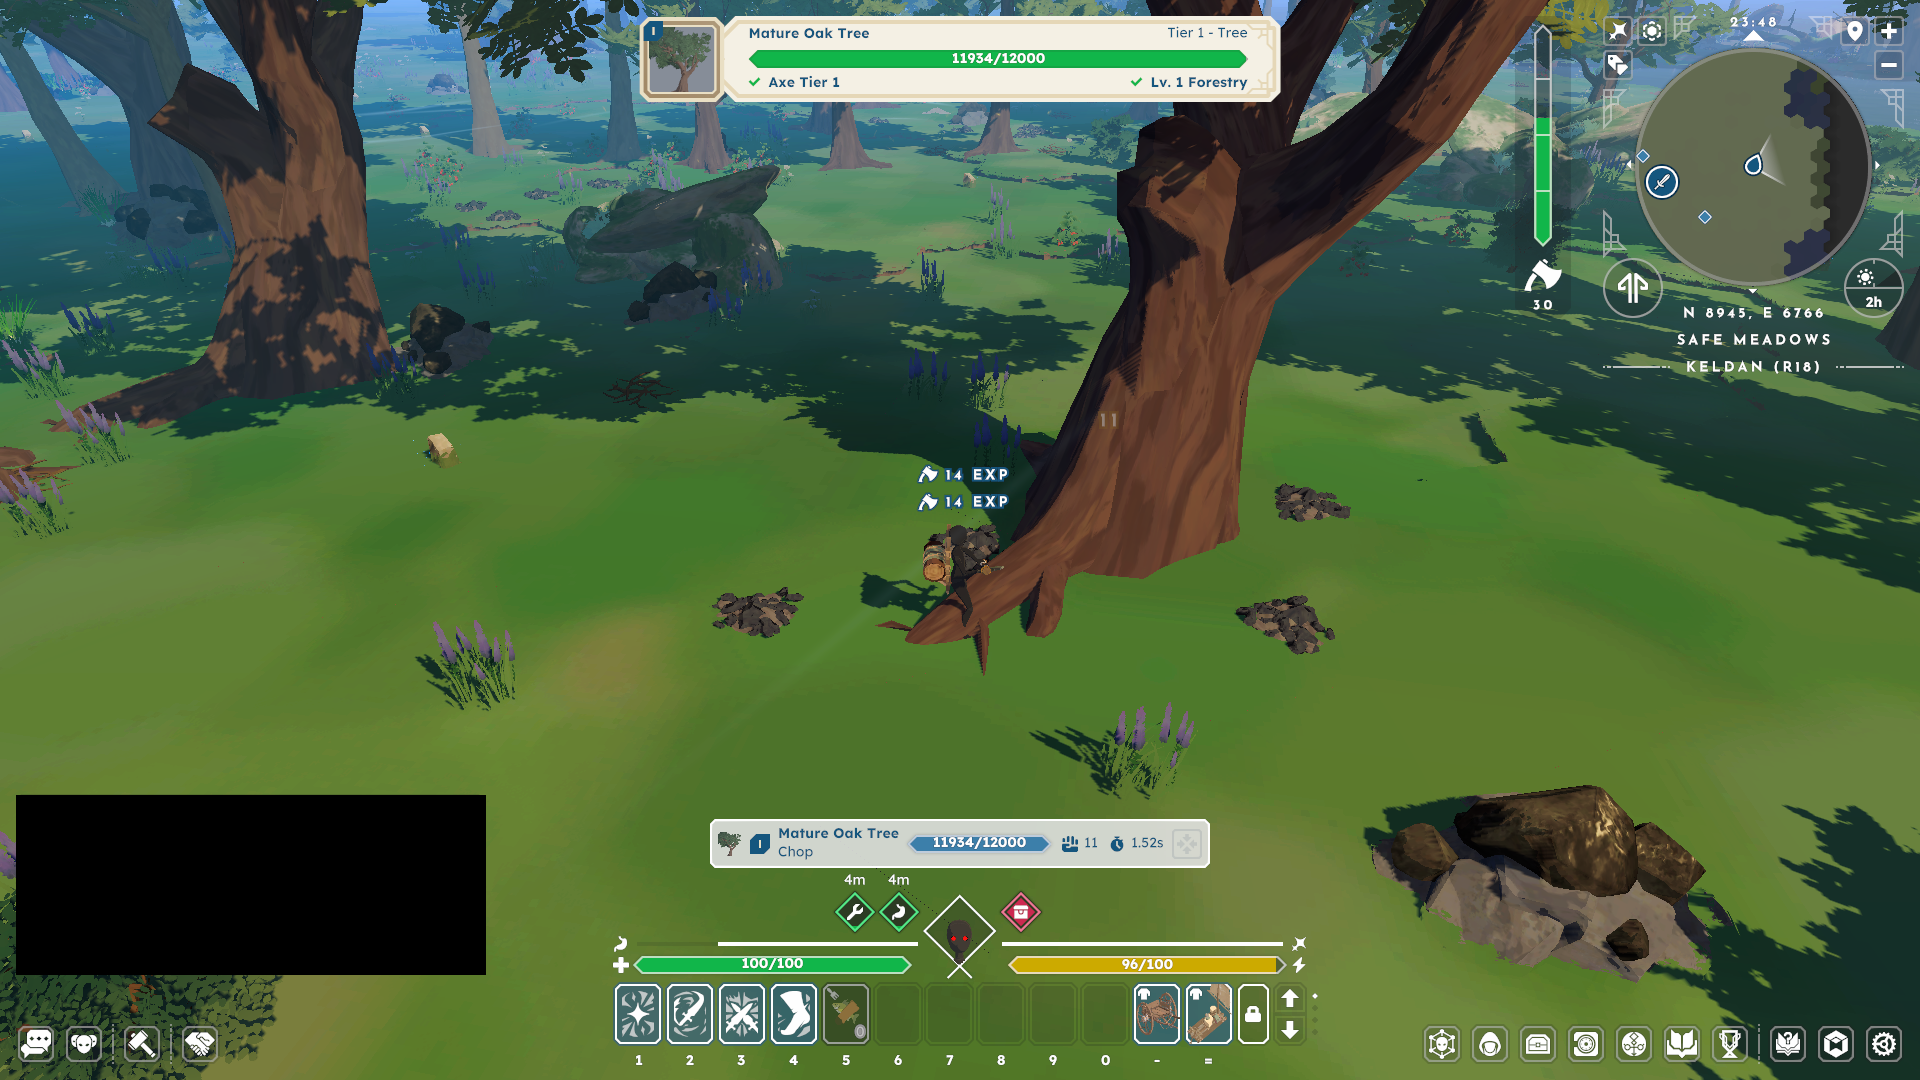 I
Mature Oak Tree
Tier 1 - Tree
11934/12000
Axe Tier 1
Lv. 1 Forestry
23:48
30
2h
N 8945, E 6766
SAFE MEADOWS
KELDAN (R18)
11
14 EXP
14 EXP
I
Mature Oak Tree
Chop
11934/12000
11
1.52s
4m
4m
100/100
96/100
0
1
2
3
4
5
6
7
8
9
0
-
=